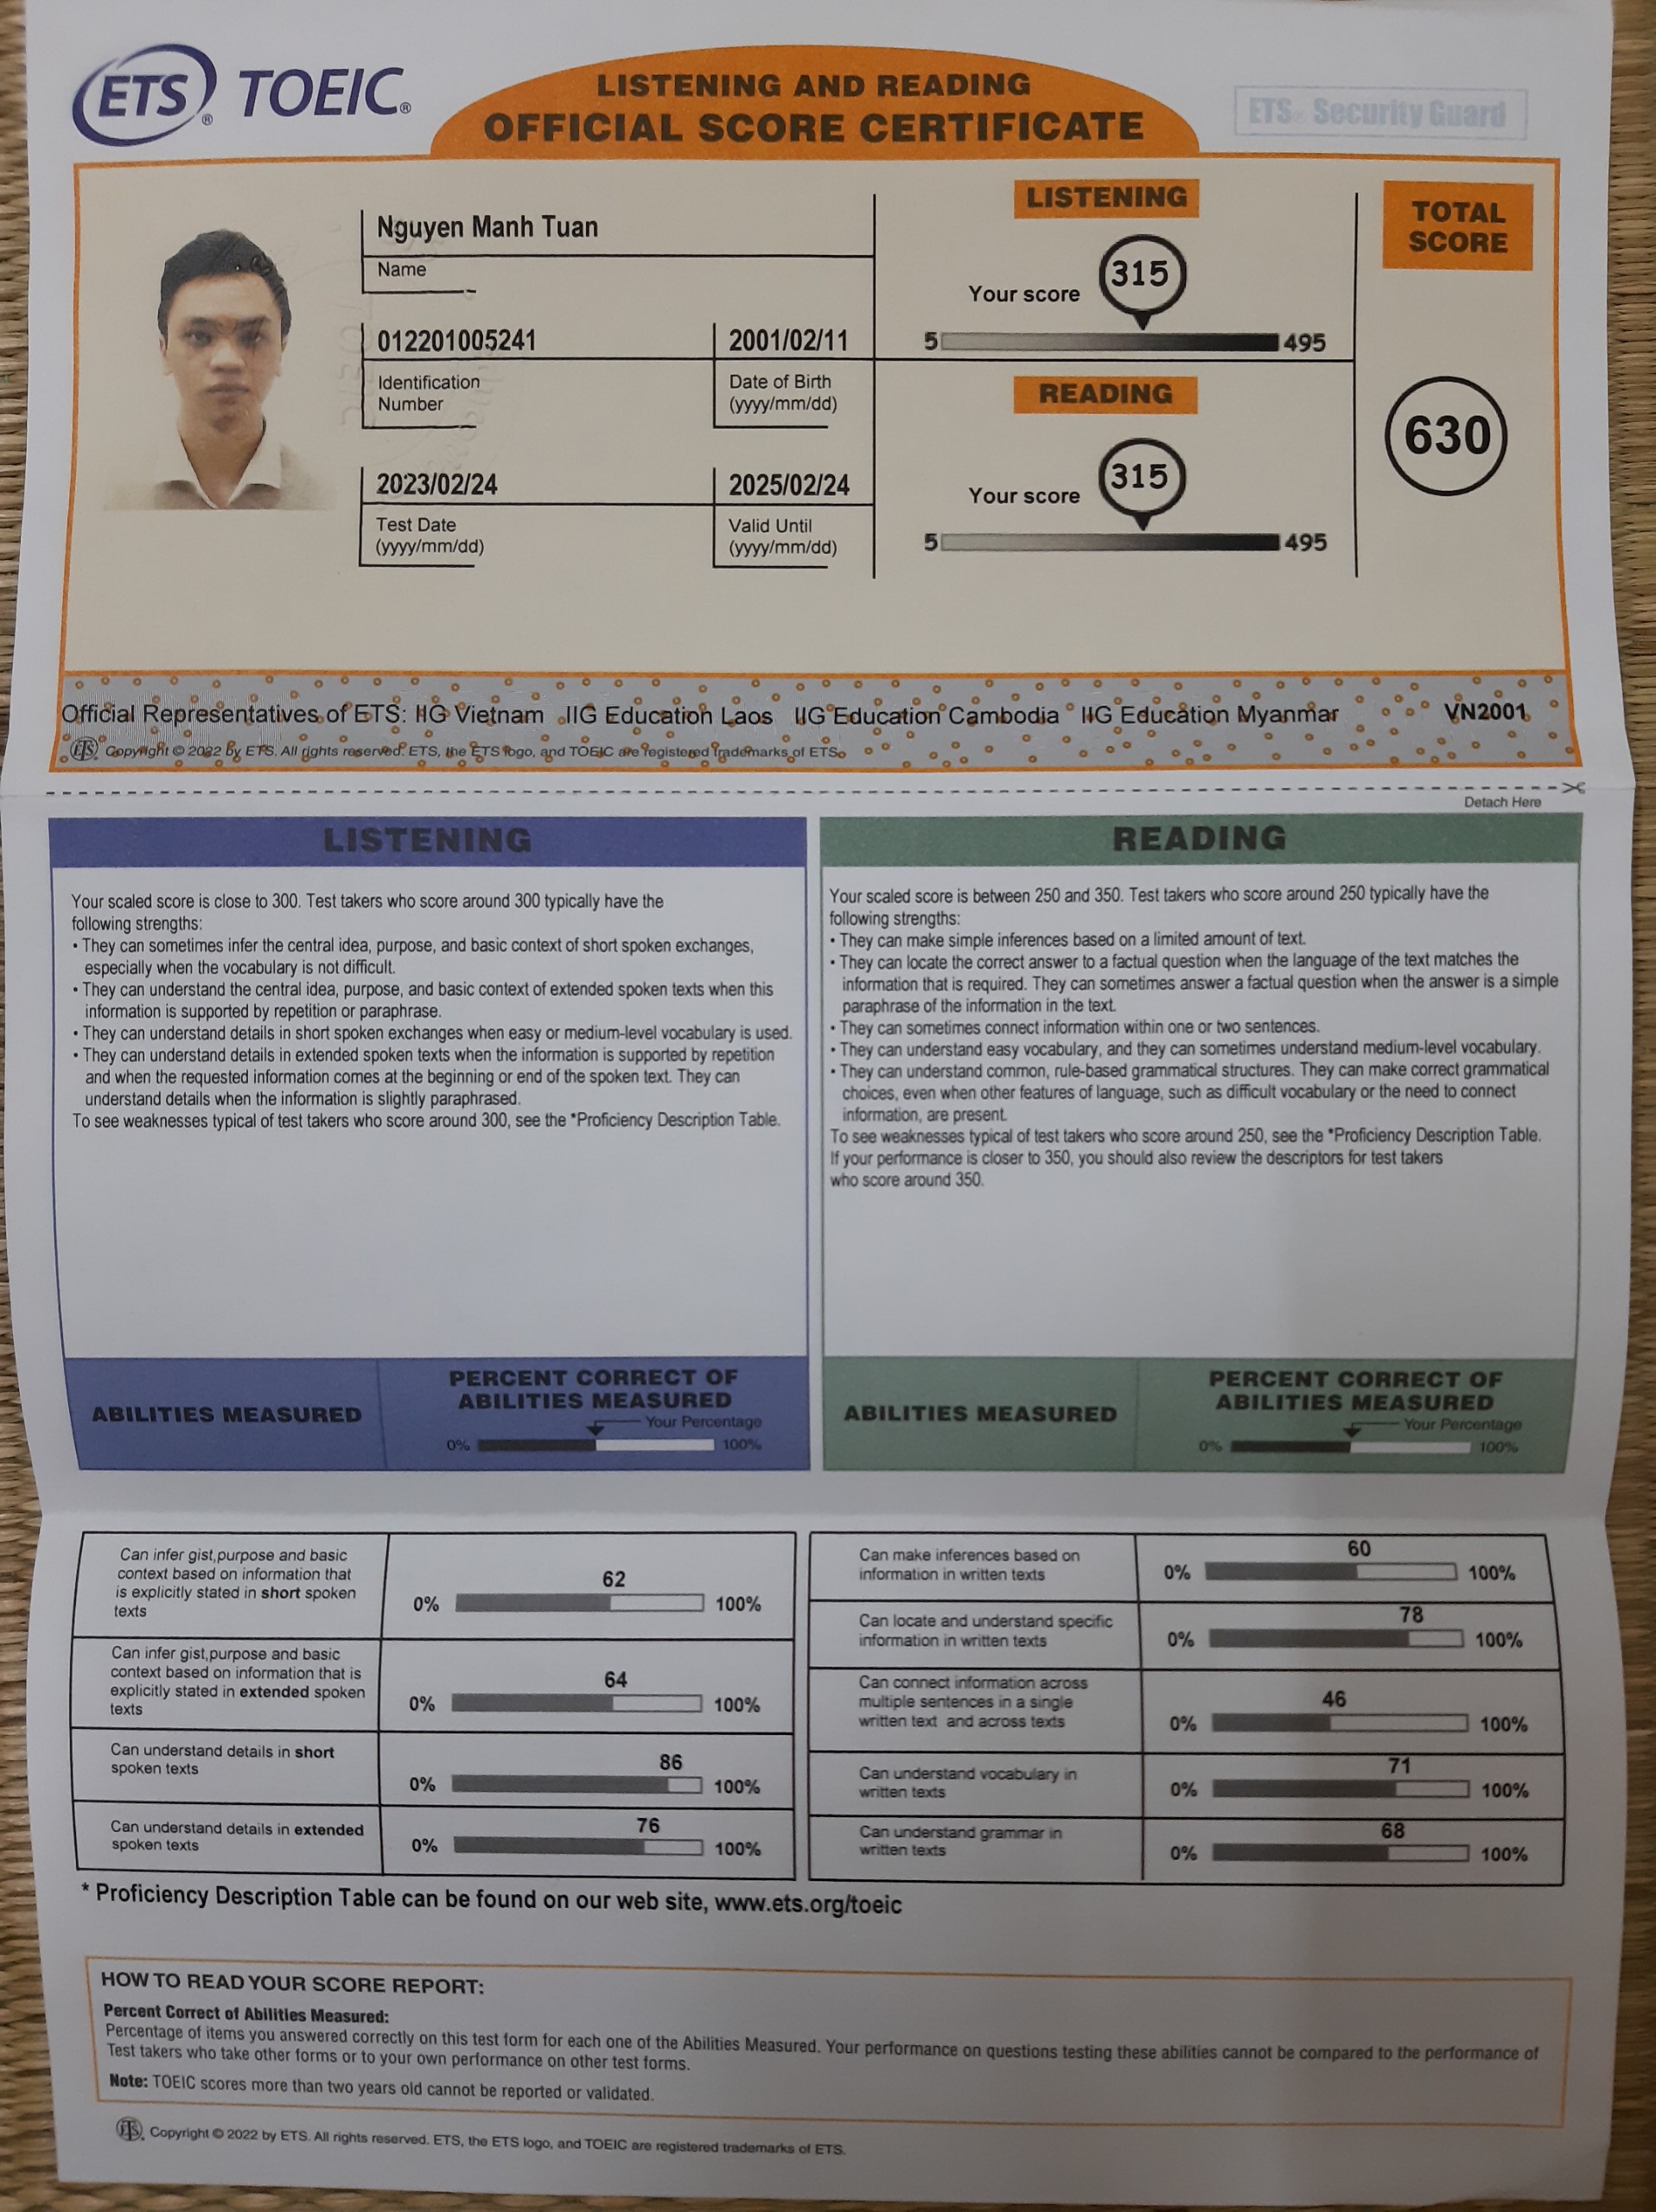 ETS® TOEIC®
LISTENING AND READING
OFFICIAL SCORE CERTIFICATE
ETS® Security Guard
Nguyen Manh Tuan
Name
012201005241
Identification
Number
2001/02/11
Date of Birth
(yyyy/mm/dd)
2023/02/24
Test Date
(yyyy/mm/dd)
2025/02/24
Valid Until
(yyyy/mm/dd)
LISTENING
Your score 315
5 495
READING
Your score 315
5 495
TOTAL
SCORE
630
Official Representatives of ETS: IIG Vietnam IIG Education Laos IIG Education Cambodia IIG Education Myanmar VN2001
ETS Copyright © 2022 by ETS. All rights reserved. ETS, the ETS logo, and TOEIC are registered trademarks of ETS.
Detach Here
LISTENING
Your scaled score is close to 300. Test takers who score around 300 typically have the
following strengths:
• They can sometimes infer the central idea, purpose, and basic context of short spoken exchanges,
especially when the vocabulary is not difficult.
• They can understand the central idea, purpose, and basic context of extended spoken texts when this
information is supported by repetition or paraphrase.
• They can understand details in short spoken exchanges when easy or medium-level vocabulary is used.
• They can understand details in extended spoken texts when the information is supported by repetition
and when the requested information comes at the beginning or end of the spoken text. They can
understand details when the information is slightly paraphrased.
To see weaknesses typical of test takers who score around 300, see the *Proficiency Description Table.
READING
Your scaled score is between 250 and 350. Test takers who score around 250 typically have the
following strengths:
• They can make simple inferences based on a limited amount of text.
• They can locate the correct answer to a factual question when the language of the text matches the
information that is required. They can sometimes answer a factual question when the answer is a simple
paraphrase of the information in the text.
• They can sometimes connect information within one or two sentences.
• They can understand easy vocabulary, and they can sometimes understand medium-level vocabulary.
• They can understand common, rule-based grammatical structures. They can make correct grammatical
choices, even when other features of language, such as difficult vocabulary or the need to connect
information, are present.
To see weaknesses typical of test takers who score around 250, see the *Proficiency Description Table.
If your performance is closer to 350, you should also review the descriptors for test takers
who score around 350.
ABILITIES MEASURED
PERCENT CORRECT OF
ABILITIES MEASURED
Your Percentage
0% 100%
ABILITIES MEASURED
PERCENT CORRECT OF
ABILITIES MEASURED
Your Percentage
0% 100%
Can infer gist,purpose and basic
context based on information that
is explicitly stated in short spoken
texts
62
0% 100%
Can infer gist,purpose and basic
context based on information that is
explicitly stated in extended spoken
texts
64
0% 100%
Can understand details in short
spoken texts
86
0% 100%
Can understand details in extended
spoken texts
76
0% 100%
Can make inferences based on
information in written texts
60
0% 100%
Can locate and understand specific
information in written texts
78
0% 100%
Can connect information across
multiple sentences in a single
written text and across texts
46
0% 100%
Can understand vocabulary in
written texts
71
0% 100%
Can understand grammar in
written texts
68
0% 100%
* Proficiency Description Table can be found on our web site, www.ets.org/toeic
HOW TO READ YOUR SCORE REPORT:
Percent Correct of Abilities Measured:
Percentage of items you answered correctly on this test form for each one of the Abilities Measured. Your performance on questions testing these abilities cannot be compared to the performance of
Test takers who take other forms or to your own performance on other test forms.
Note: TOEIC scores more than two years old cannot be reported or validated.
ETS Copyright © 2022 by ETS. All rights reserved. ETS, the ETS logo, and TOEIC are registered trademarks of ETS.